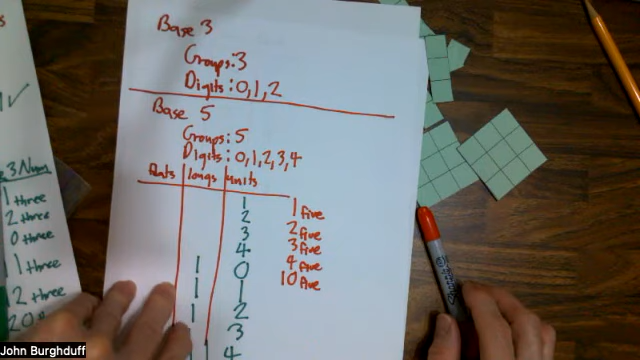 Base 3
Groups: 3
Digits: 0, 1, 2
Base 5
Groups: 5
Digits: 0, 1, 2, 3, 4
flats longs units
1 1 five
2 2 five
3 3 five
4 4 five
1 0 10 five
1 1
1 2
3
1 4
3 Nums
1 three
2 three
0 three
1 three
2 three
20
John Burghduff